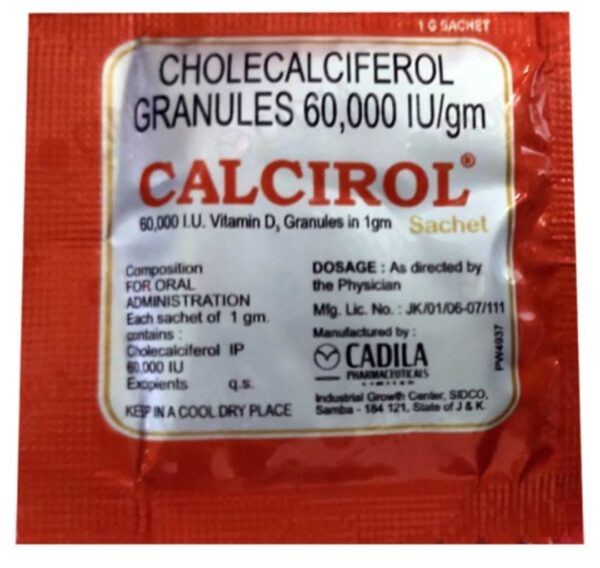 1 G SACHET
CHOLECALCIFEROL
GRANULES 60,000 IU/gm
CALCIROL®
60,000 I.U. Vitamin D3 Granules in 1gm Sachet
Composition
FOR ORAL
ADMINISTRATION
Each sachet of 1 gm.
contains :
Cholecalciferol IP
60,000 IU
Excipients q.s.
KEEP IN A COOL DRY PLACE
DOSAGE : As directed by
the Physician
Mfg. Lic. No. : JK/01/06-07/111
Manufactured by :
CADILA
PHARMACEUTICALS
LIMITED
Industrial Growth Center, SIDCO,
Samba - 184 121, State of J & K.
PW4937